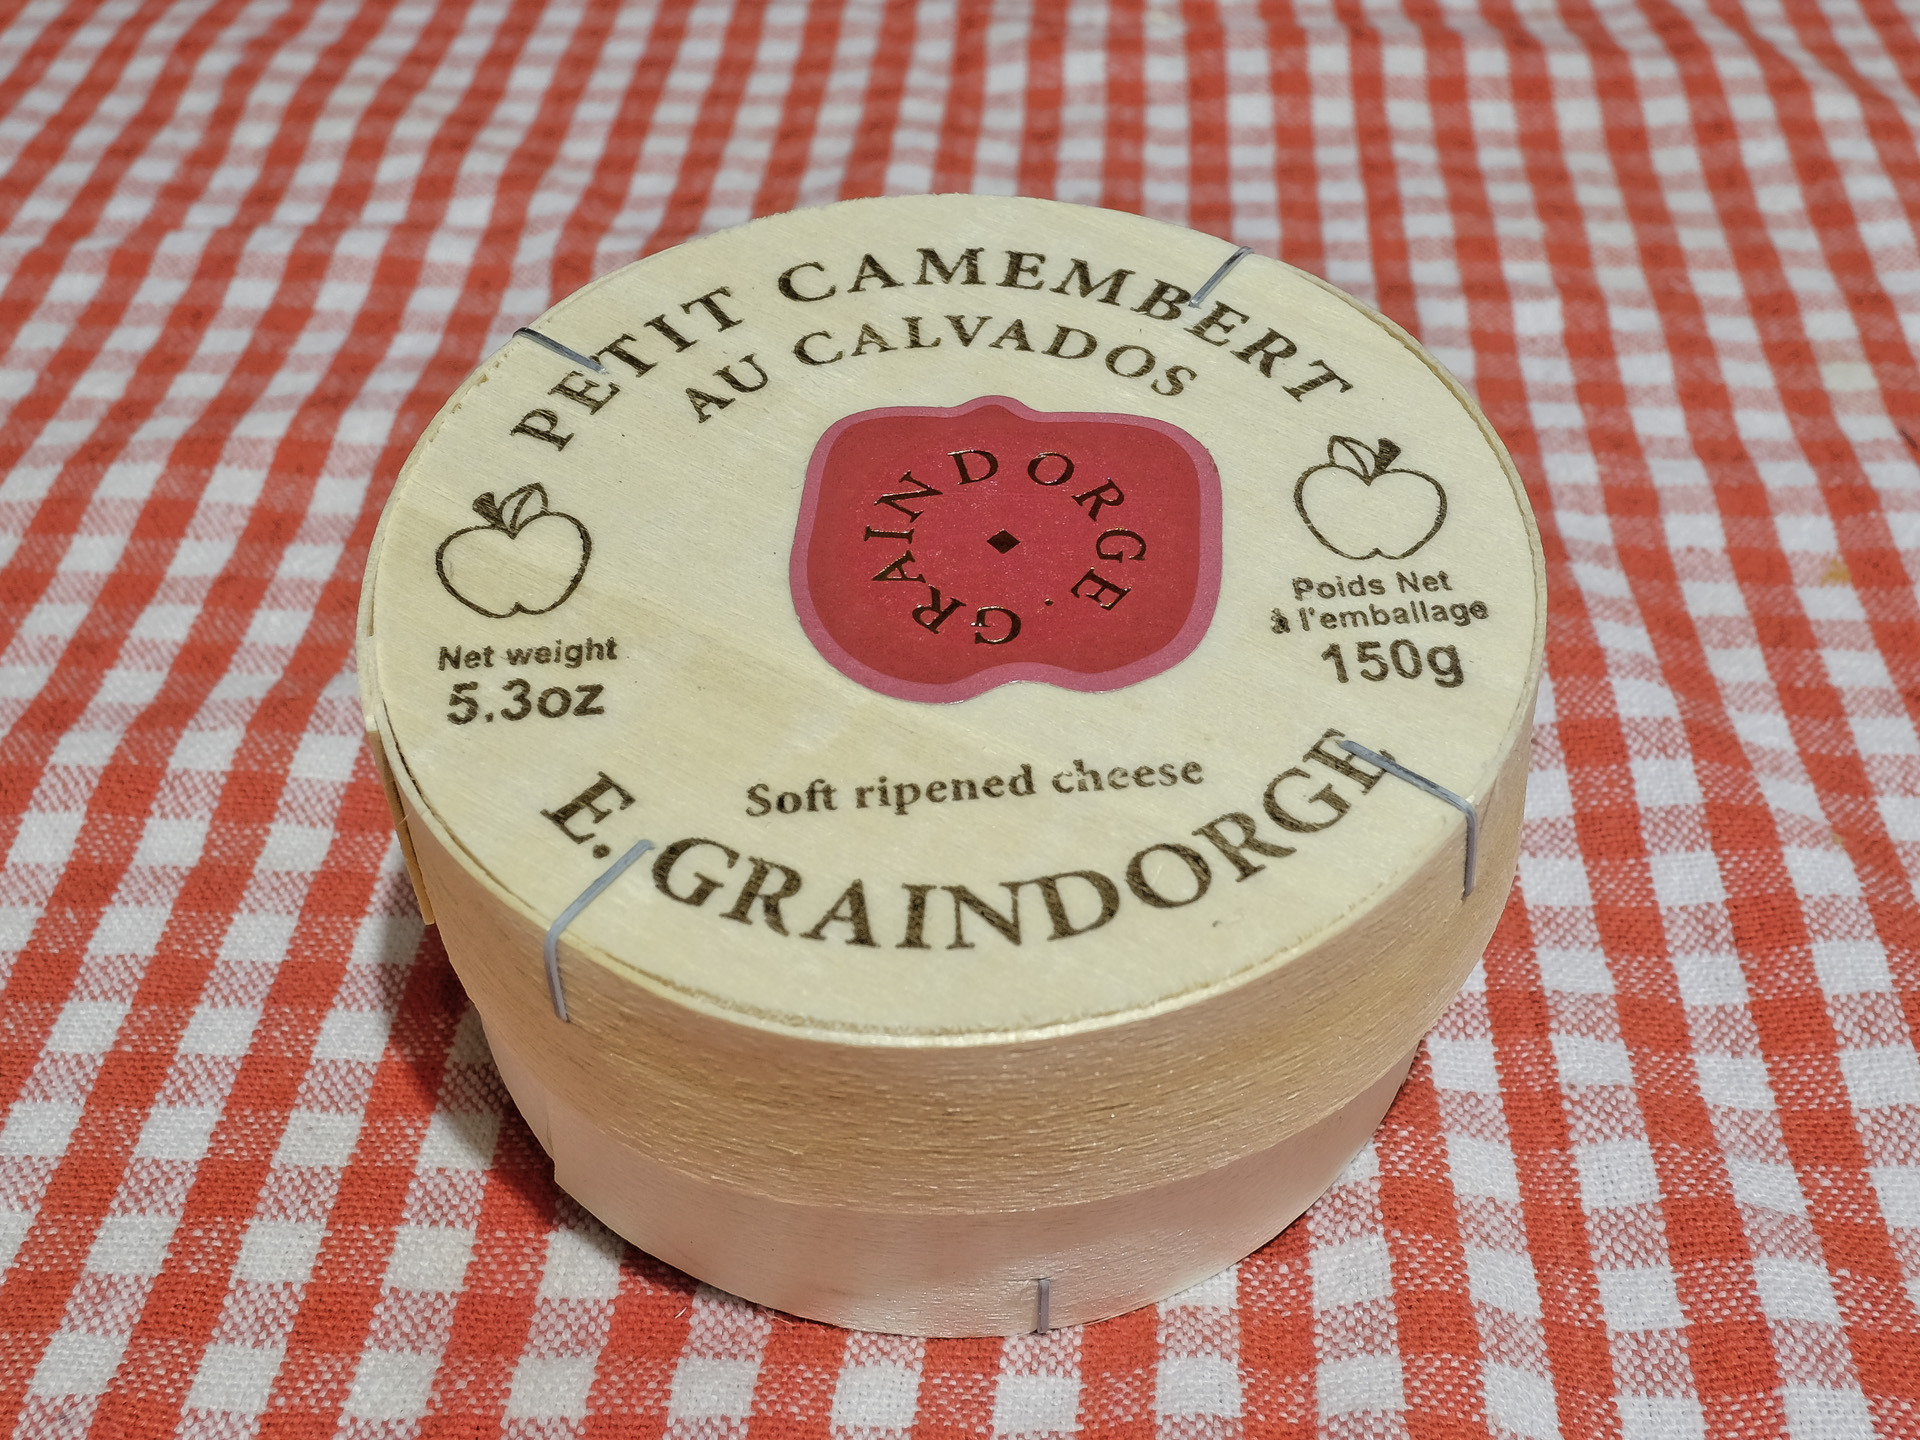 PETIT CAMEMBERT
AU CALVADOS
GRAINDORGE
Net weight
5.3oz
Poids Net
à l'emballage
150g
Soft ripened cheese
E. GRAINDORGE